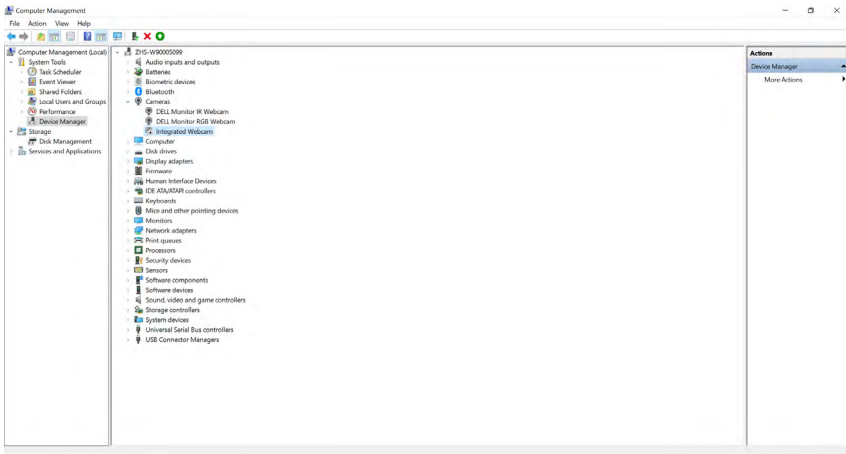 Computer Management
File Action View Help
Computer Management (Local)
System Tools
Task Scheduler
Event Viewer
Shared Folders
Local Users and Groups
Performance
Device Manager
Storage
Disk Management
Services and Applications
ZHS-W90005099
Audio inputs and outputs
Batteries
Biometric devices
Bluetooth
Cameras
DELL Monitor IR Webcam
DELL Monitor RGB Webcam
Integrated Webcam
Computer
Disk drives
Display adapters
Firmware
Human Interface Devices
IDE ATA/ATAPI controllers
Keyboards
Mice and other pointing devices
Monitors
Network adapters
Print queues
Processors
Security devices
Sensors
Software components
Software devices
Sound, video and game controllers
Storage controllers
System devices
Universal Serial Bus controllers
USB Connector Managers
Actions
Device Manager
More Actions